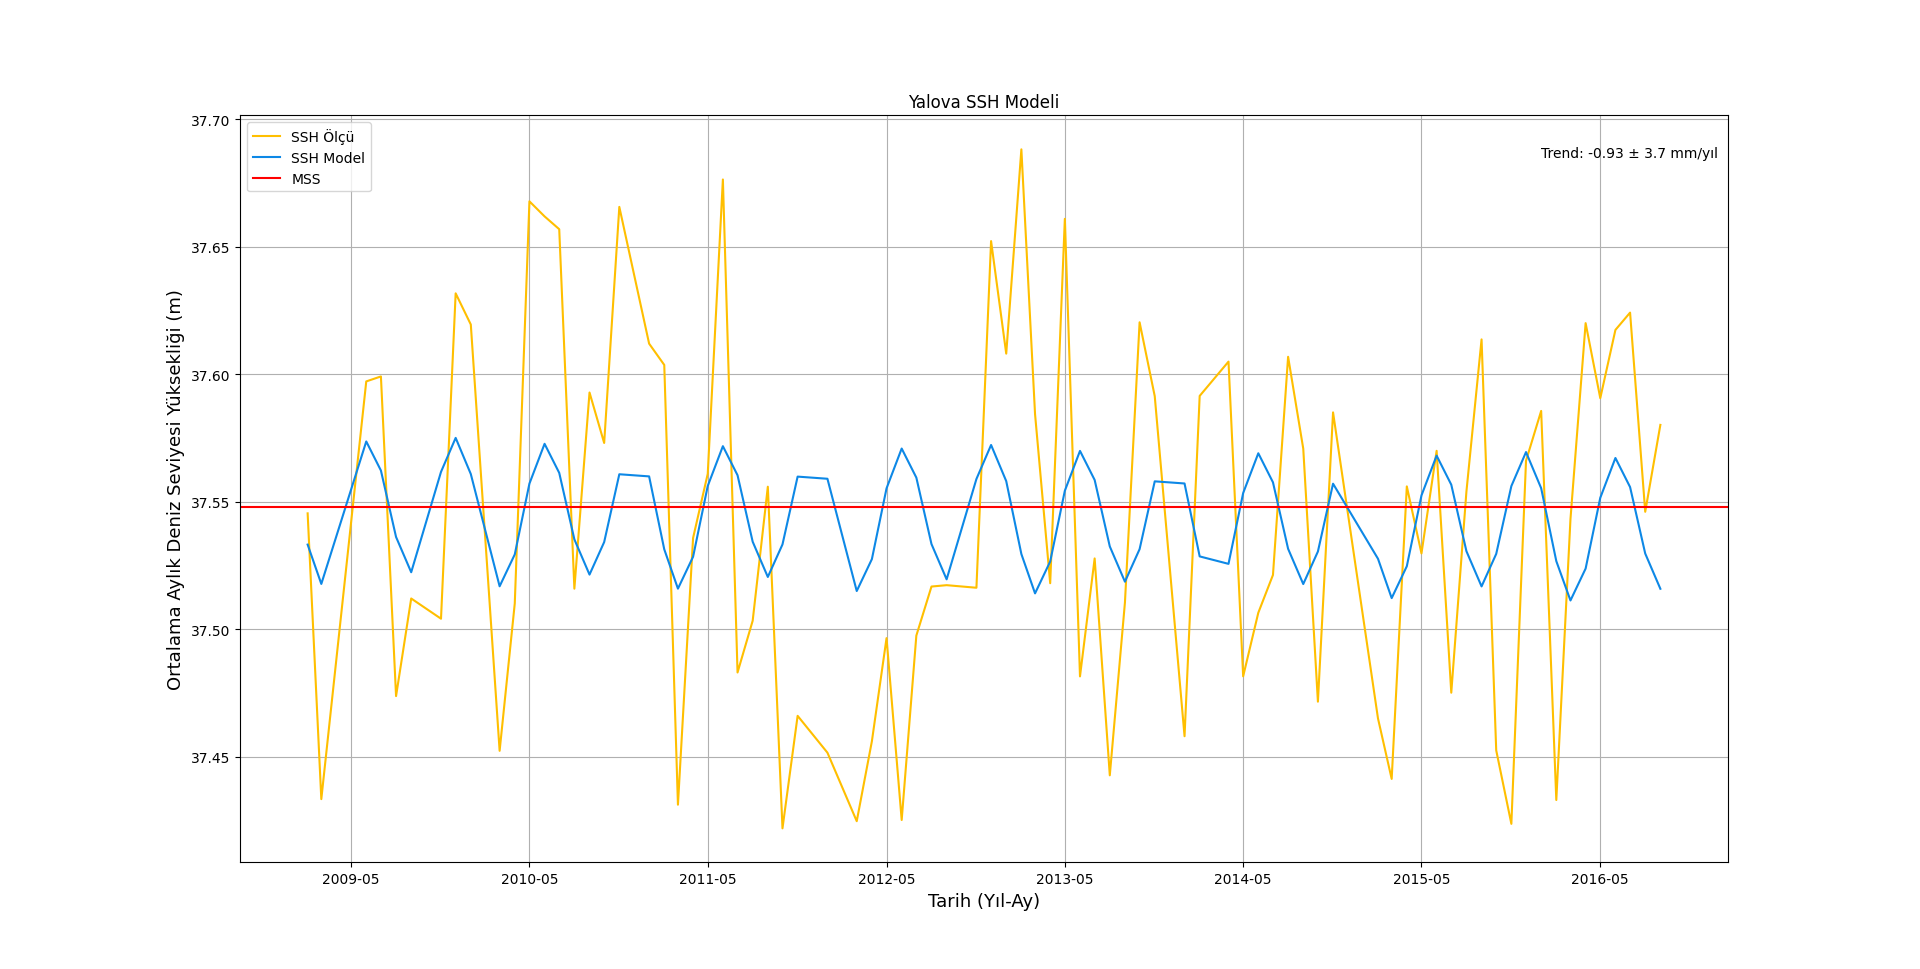 Yalova SSH Modeli
SSH Ölçü
SSH Model
MSS
Trend: -0.93 ± 3.7 mm/yıl
Ortalama Aylık Deniz Seviyesi Yüksekliği (m)
37.70
37.65
37.60
37.55
37.50
37.45
2009-05
2010-05
2011-05
2012-05
2013-05
2014-05
2015-05
2016-05
Tarih (Yıl-Ay)